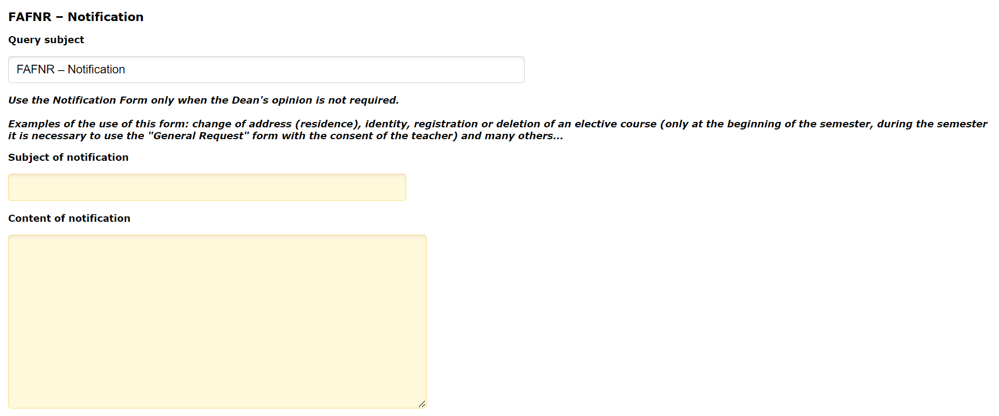 FAFNR – Notification
Query subject
FAFNR – Notification
Use the Notification Form only when the Dean's opinion is not required.
Examples of the use of this form: change of address (residence), identity, registration or deletion of an elective course (only at the beginning of the semester, during the semester
it is necessary to use the "General Request" form with the consent of the teacher) and many others...
Subject of notification
Content of notification